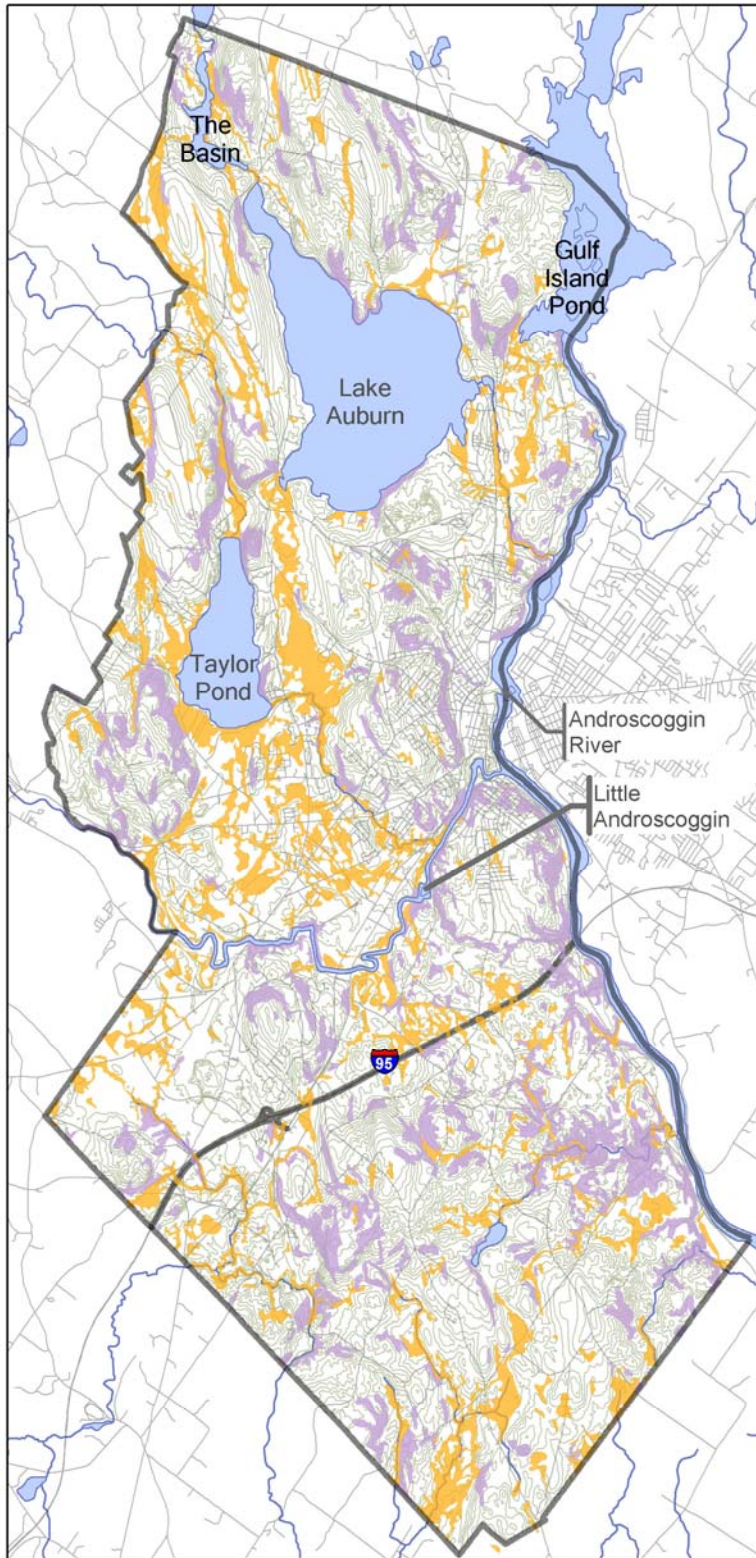 The
Basin
Gulf
Island
Pond
Lake
Auburn
Taylor
Pond
Androscoggin
River
Little
Androscoggin
95